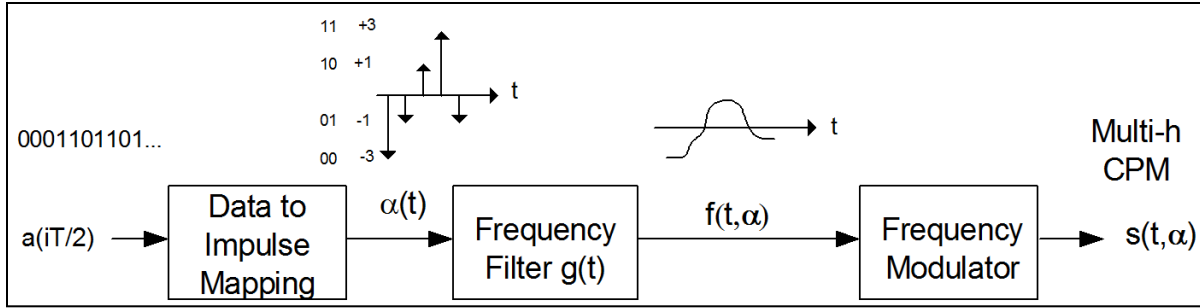 11 +3
10 +1
t
01 -1
00 -3
0001101101...
t
Multi-h
CPM
a(iT/2)
Data to
Impulse
Mapping
α(t)
Frequency
Filter g(t)
f(t,α)
Frequency
Modulator
s(t,α)